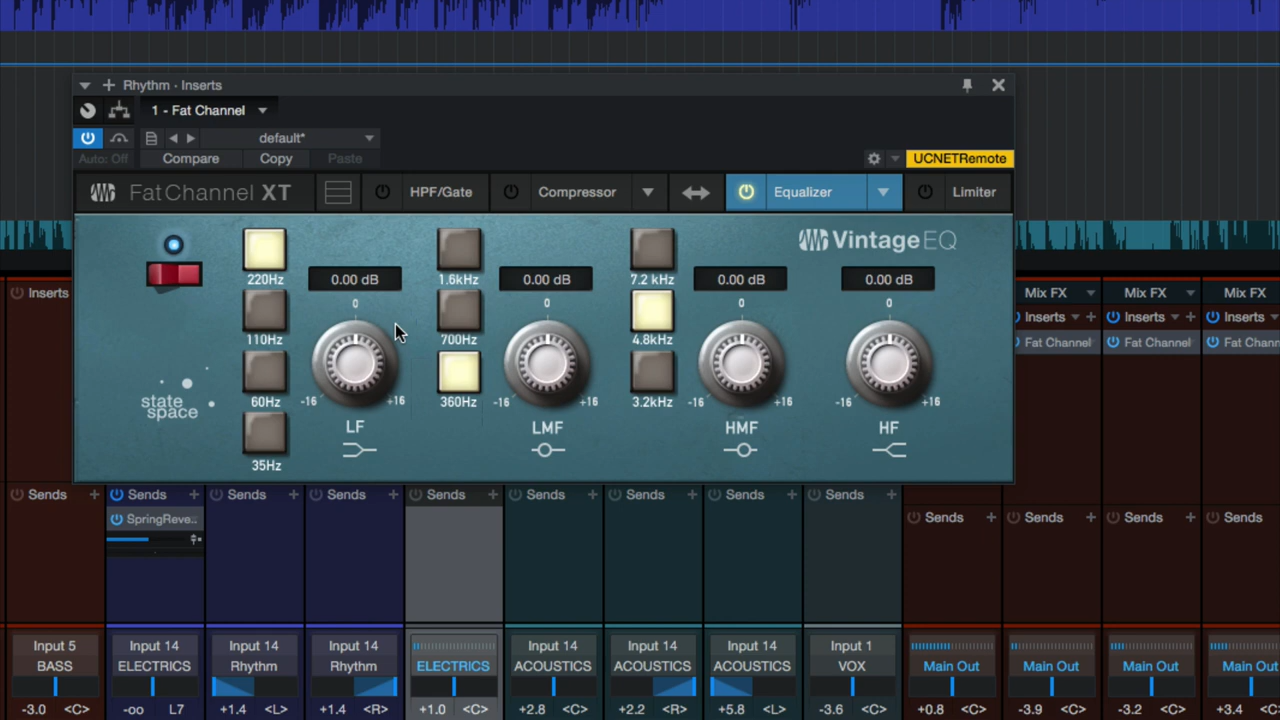 Rhythm - Inserts
1 - Fat Channel
default*
Auto: Off Compare Copy Paste UCNETRemote
FatChannel XT HPF/Gate Compressor Equalizer Limiter
VintageEQ
220Hz 0.00 dB 1.6kHz 0.00 dB 7.2 kHz 0.00 dB 0.00 dB
0 0 0 0
110Hz 700Hz 4.8kHz
60Hz -16 +16 360Hz -16 +16 3.2kHz -16 +16 -16 +16
state
space
LF LMF HMF HF
35Hz
Inserts Mix FX Mix FX Mix FX
Inserts Inserts Inserts
Fat Channel Fat Channel Fat Chann
Sends Sends Sends Sends Sends Sends Sends Sends Sends Sends Sends Sends Sends
SpringReve..
Input 5 Input 14 Input 14 Input 14 Input 14 Input 14 Input 14 Input 1
BASS ELECTRICS Rhythm Rhythm ELECTRICS ACOUSTICS ACOUSTICS ACOUSTICS VOX Main Out Main Out Main Out Main Out
-3.0 <C> -oo L7 +1.4 <L> +1.4 <R> +1.0 <C> +2.8 <C> +2.2 <R> +5.8 <L> -3.6 <C> +0.8 <C> -3.9 <C> -3.2 <C> +3.4 <C>